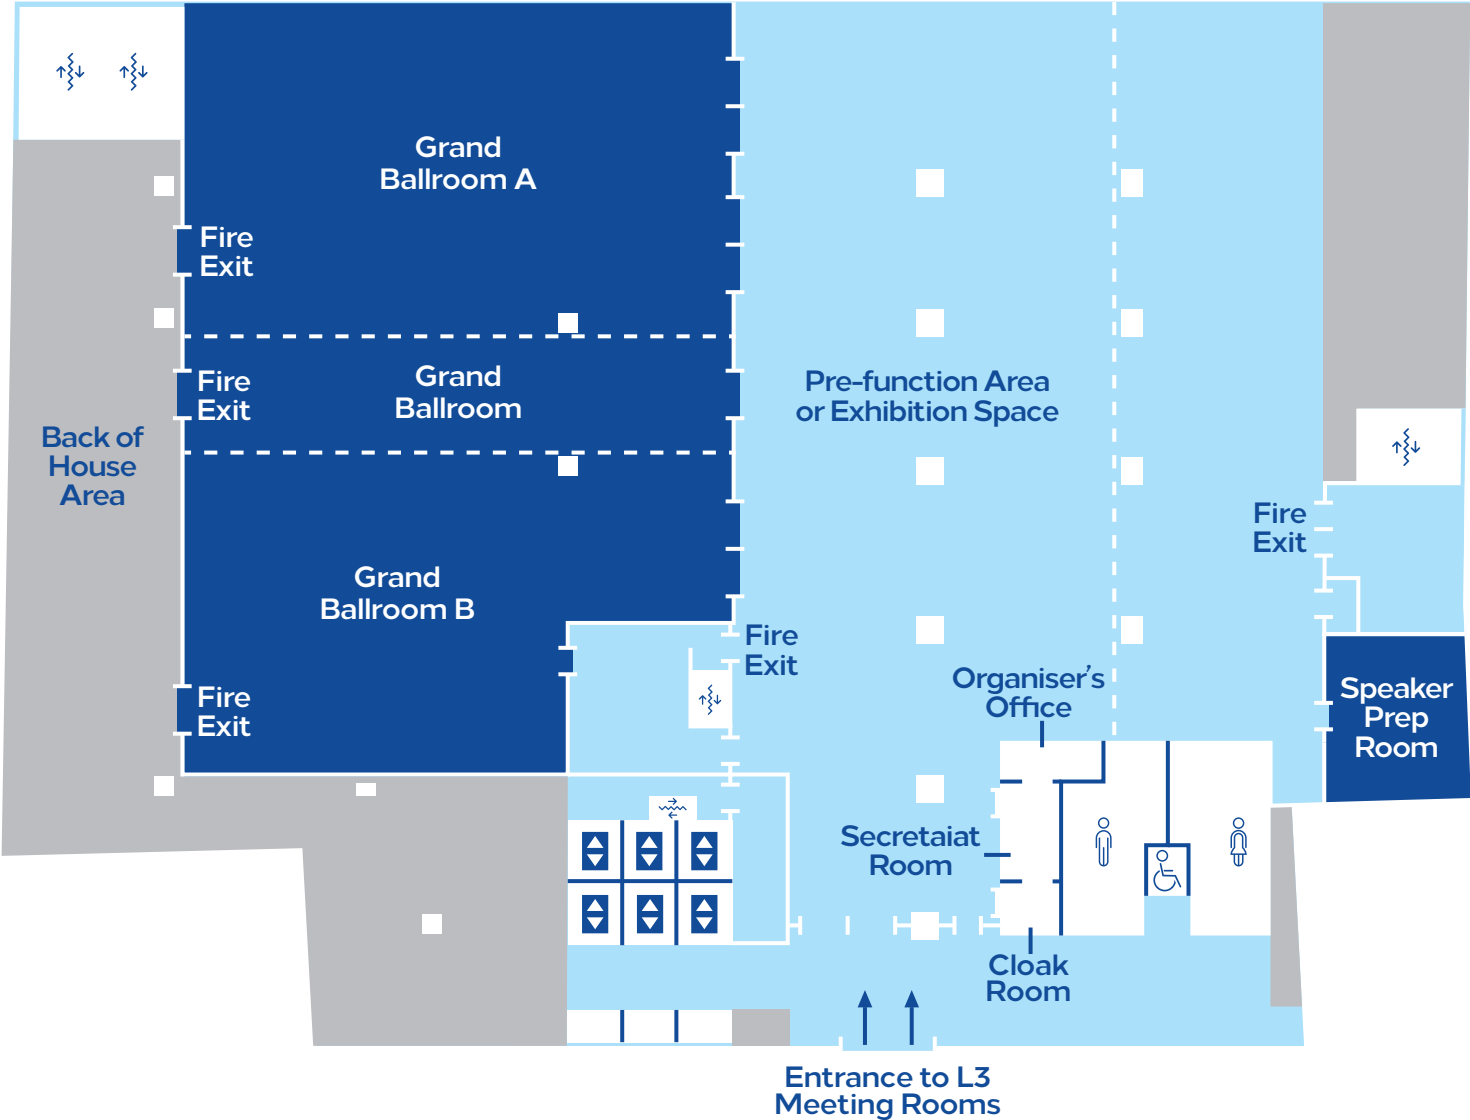 Grand
Ballroom A
Fire
Exit
Fire
Exit
Grand
Ballroom
Pre-function Area
or Exhibition Space
Back of
House
Area
Fire
Exit
Grand
Ballroom B
Fire
Exit
Organiser's
Office
Speaker
Prep
Room
Fire
Exit
Secretaiat
Room
Cloak
Room
Entrance to L3
Meeting Rooms